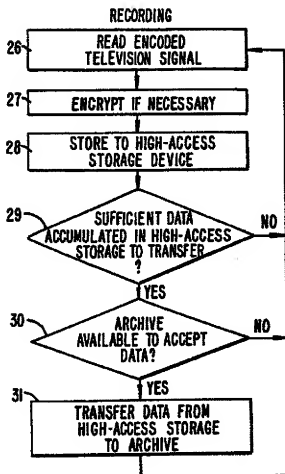 RECORDING
26
READ ENCODED
TELEVISION SIGNAL
27
ENCRYPT IF NECESSARY
28
STORE TO HIGH-ACCESS
STORAGE DEVICE
29
SUFFICIENT DATA
ACCUMULATED IN HIGH-ACCESS
STORAGE TO TRANSFER
?
NO
YES
30
ARCHIVE
AVAILABLE TO ACCEPT
DATA?
NO
YES
31
TRANSFER DATA FROM
HIGH-ACCESS STORAGE
TO ARCHIVE